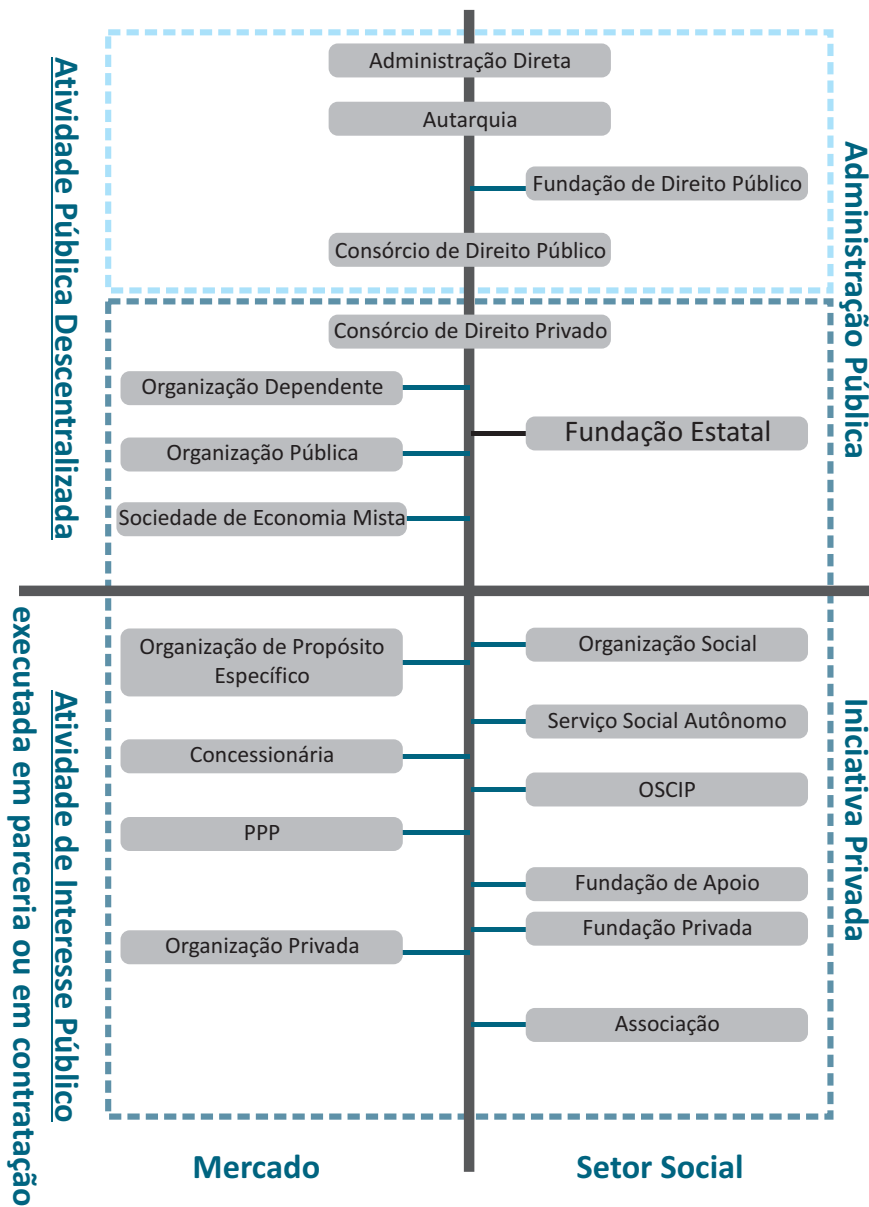 Atividade Pública Descentralizada
Administração Direta
Autarquia
Fundação de Direito Público
Consórcio de Direito Público
Administração Pública
Consórcio de Direito Privado
Organização Dependente
Fundação Estatal
Organização Pública
Sociedade de Economia Mista
Atividade de Interesse Público
executada em parceria ou em contratação
Organização de Propósito
Específico
Organização Social
Serviço Social Autônomo
Concessionária
OSCIP
PPP
Fundação de Apoio
Fundação Privada
Organização Privada
Associação
Iniciativa Privada
Mercado
Setor Social